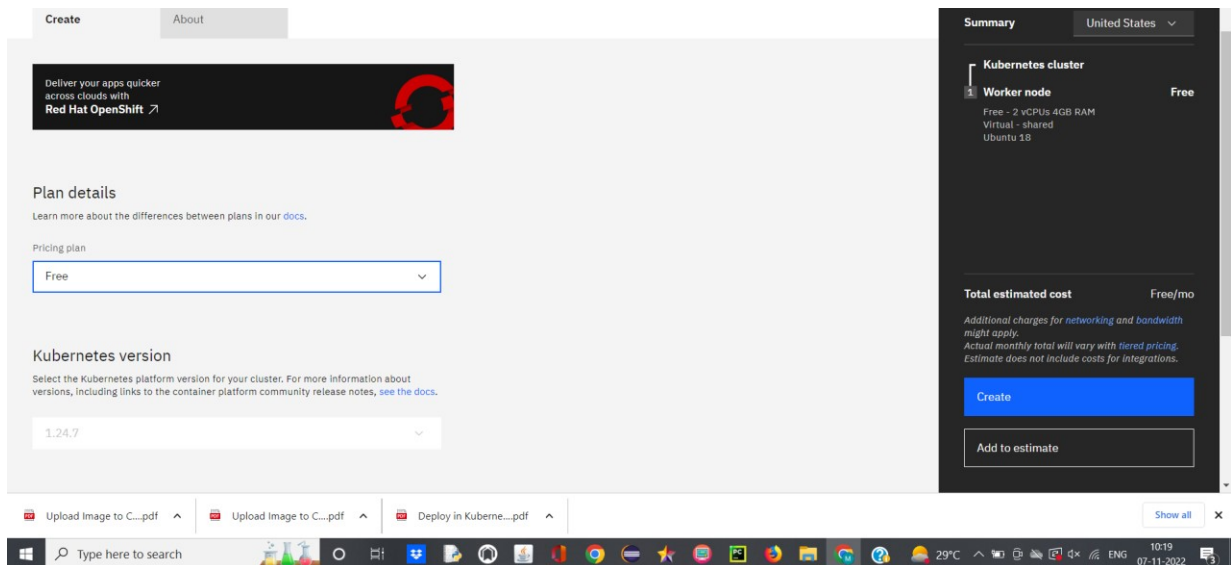 Create
About
Deliver your apps quicker
across clouds with
Red Hat OpenShift
Plan details
Learn more about the differences between plans in our docs.
Pricing plan
Free
Kubernetes version
Select the Kubernetes platform version for your cluster. For more information about
versions, including links to the container platform community release notes, see the docs.
1.24.7
Summary
United States
Kubernetes cluster
1 Worker node Free
Free - 2 vCPUs 4GB RAM
Virtual - shared
Ubuntu 18
Total estimated cost Free/mo
Additional charges for networking and bandwidth
might apply.
Actual monthly total will vary with tiered pricing.
Estimate does not include costs for integrations.
Create
Add to estimate
Upload Image to C....pdf
Upload Image to C....pdf
Deploy in Kuberne....pdf
Show all
Type here to search
29°C
ENG
10:19
07-11-2022